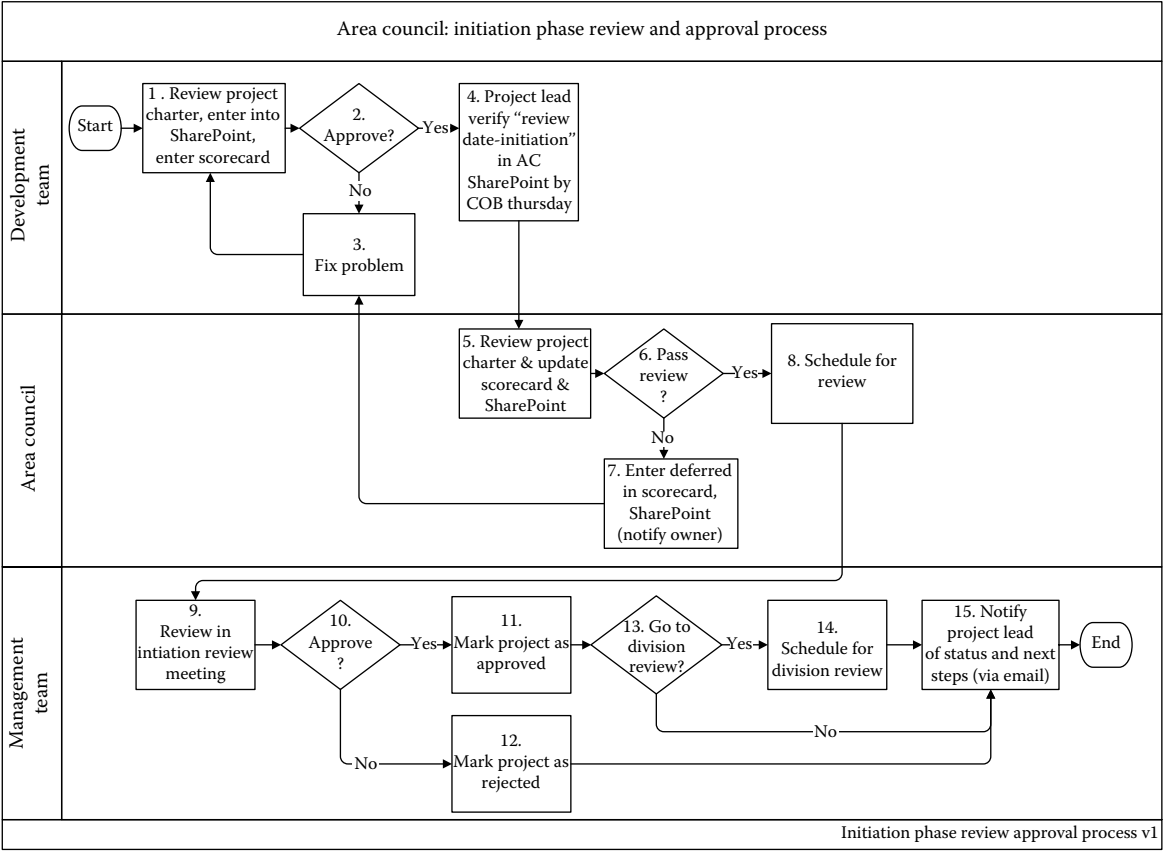 Area council: initiation phase review and approval process
Development
team
Start
1 . Review project
charter, enter into
SharePoint,
enter scorecard
2.
Approve?
Yes
No
3.
Fix problem
4. Project lead
verify “review
date-initiation”
in AC
SharePoint by
COB thursday
Area council
5. Review project
charter & update
scorecard &
SharePoint
6. Pass
review
?
Yes
No
7. Enter deferred
in scorecard,
SharePoint
(notify owner)
8. Schedule for
review
Management
team
9.
Review in
intiation review
meeting
10.
Approve
?
Yes
No
11.
Mark project as
approved
12.
Mark project as
rejected
13. Go to
division
review?
Yes
No
14.
Schedule for
division review
15. Notify
project lead
of status and next
steps (via email)
End
Initiation phase review approval process v1